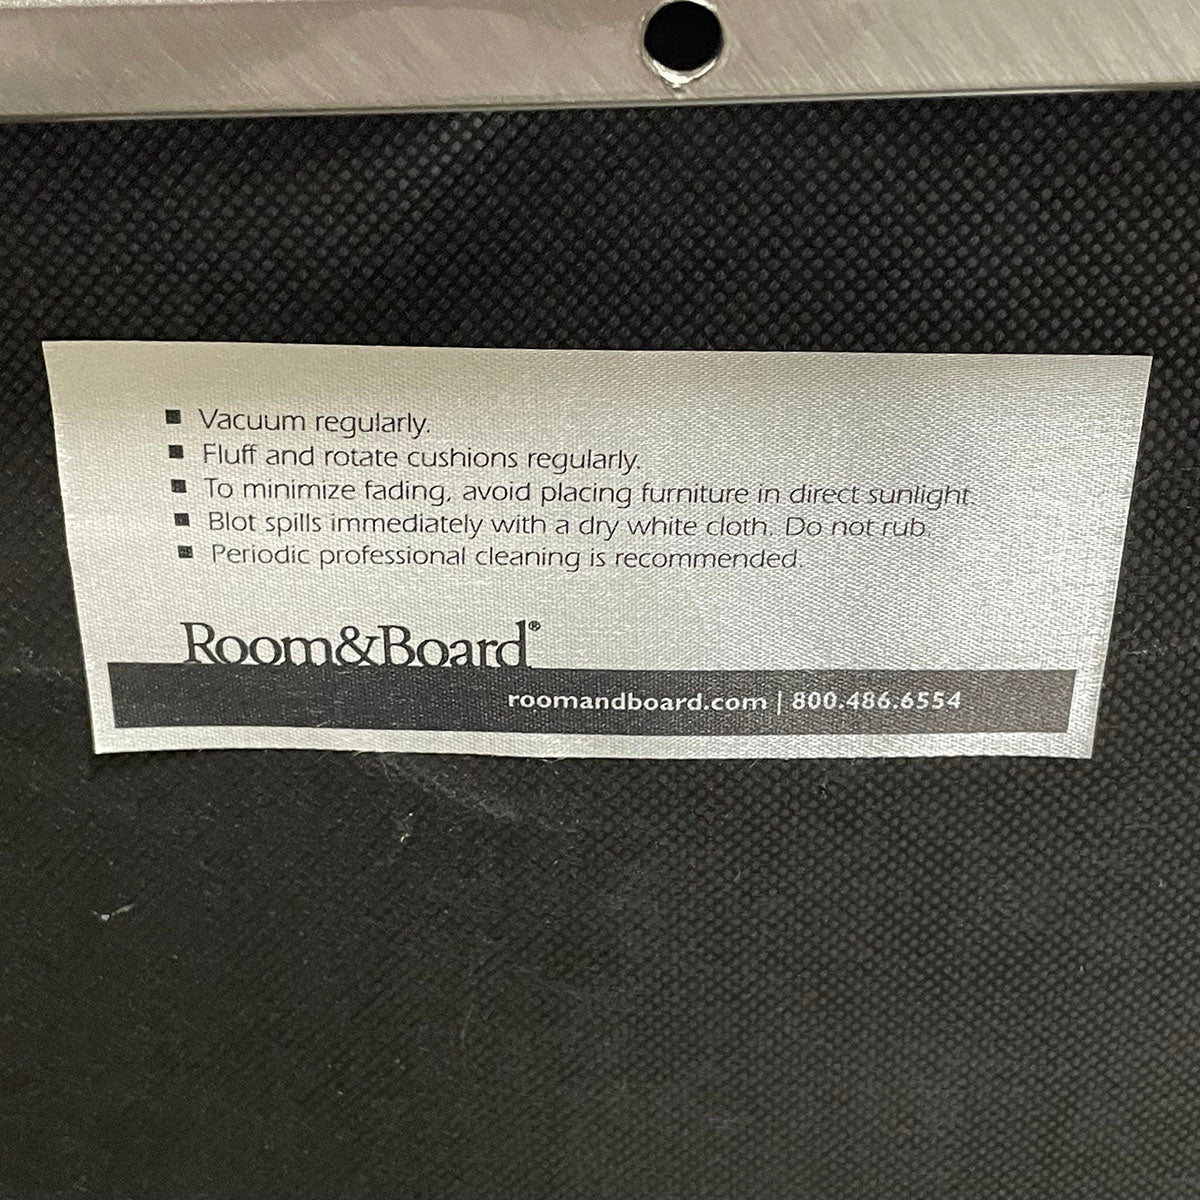 ■ Vacuum regularly.
■ Fluff and rotate cushions regularly.
■ To minimize fading, avoid placing furniture in direct sunlight.
■ Blot spills immediately with a dry white cloth. Do not rub.
■ Periodic professional cleaning is recommended.
Room&Board®
roomandboard.com | 800.486.6554